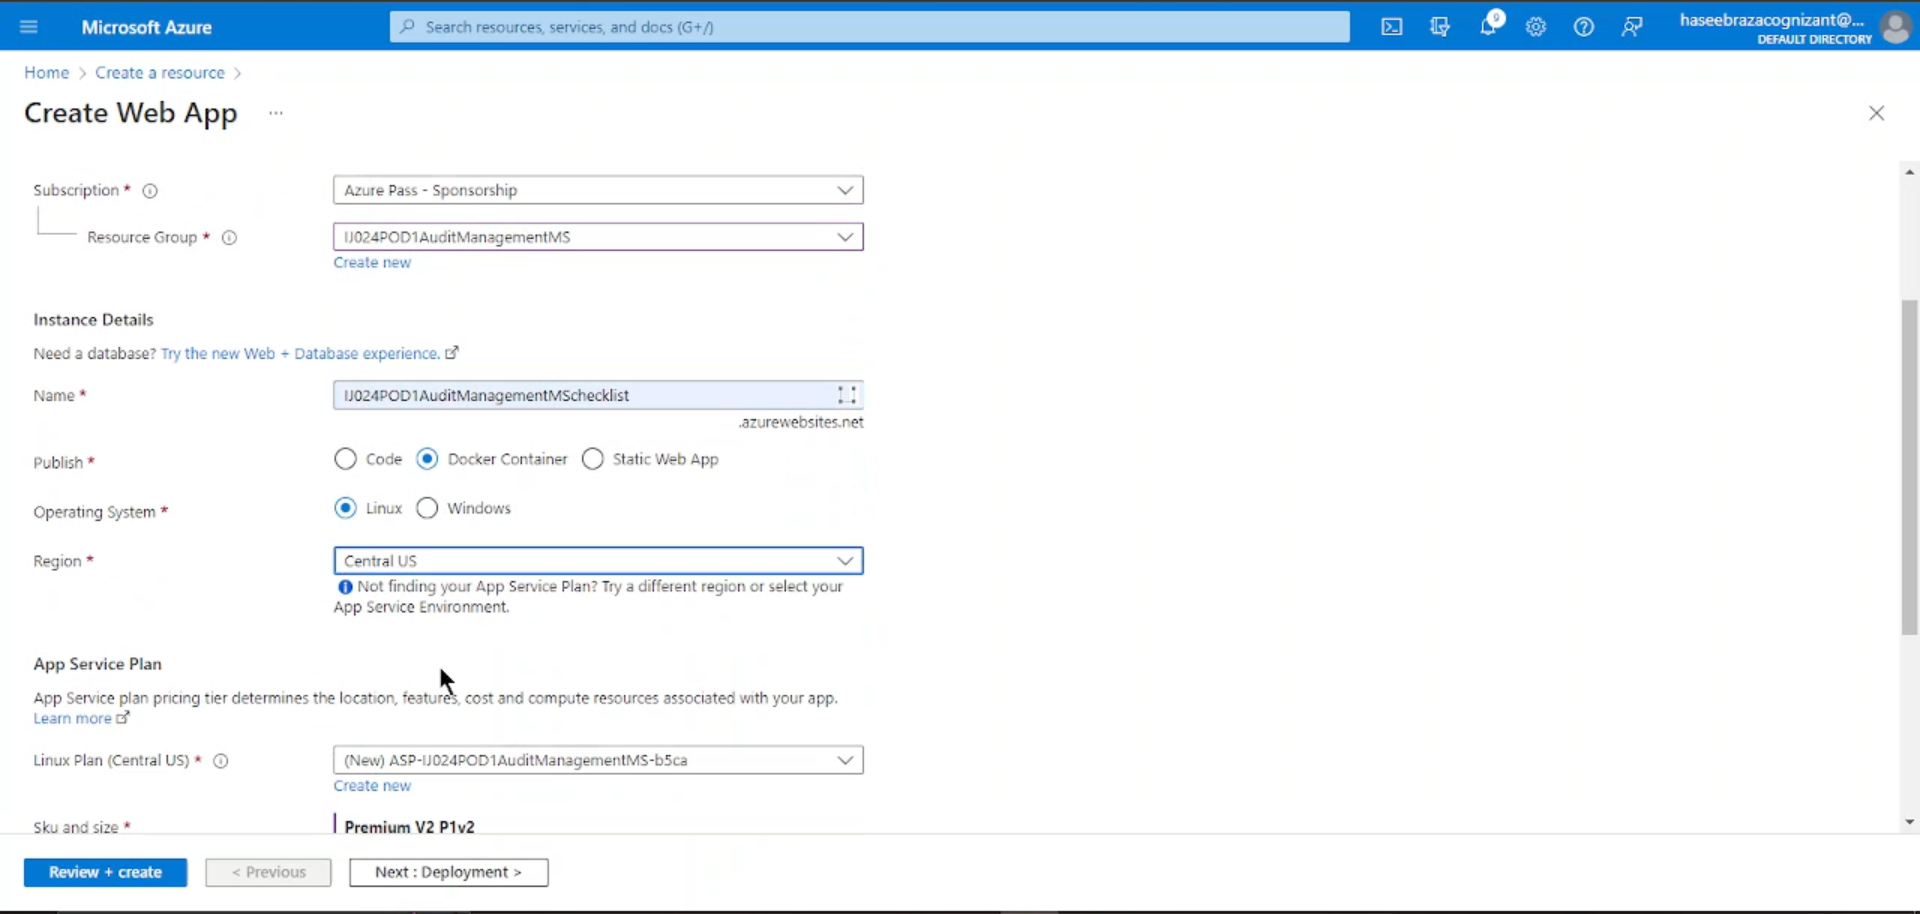 Microsoft Azure
Search resources, services, and docs (G+/)
9
haseebrazacognizant@...
DEFAULT DIRECTORY
Home > Create a resource >
Create Web App ...
Subscription *
Azure Pass - Sponsorship
Resource Group *
IJ024POD1AuditManagementMS
Create new
Instance Details
Need a database? Try the new Web + Database experience.
Name *
IJ024POD1AuditManagementMSchecklist
.azurewebsites.net
Publish *
Code Docker Container Static Web App
Operating System *
Linux Windows
Region *
Central US
Not finding your App Service Plan? Try a different region or select your
App Service Environment.
App Service Plan
App Service plan pricing tier determines the location, features, cost and compute resources associated with your app.
Learn more
Linux Plan (Central US) *
(New) ASP-IJ024POD1AuditManagementMS-b5ca
Create new
Sku and size *
Premium V2 P1v2
Review + create
< Previous
Next : Deployment >